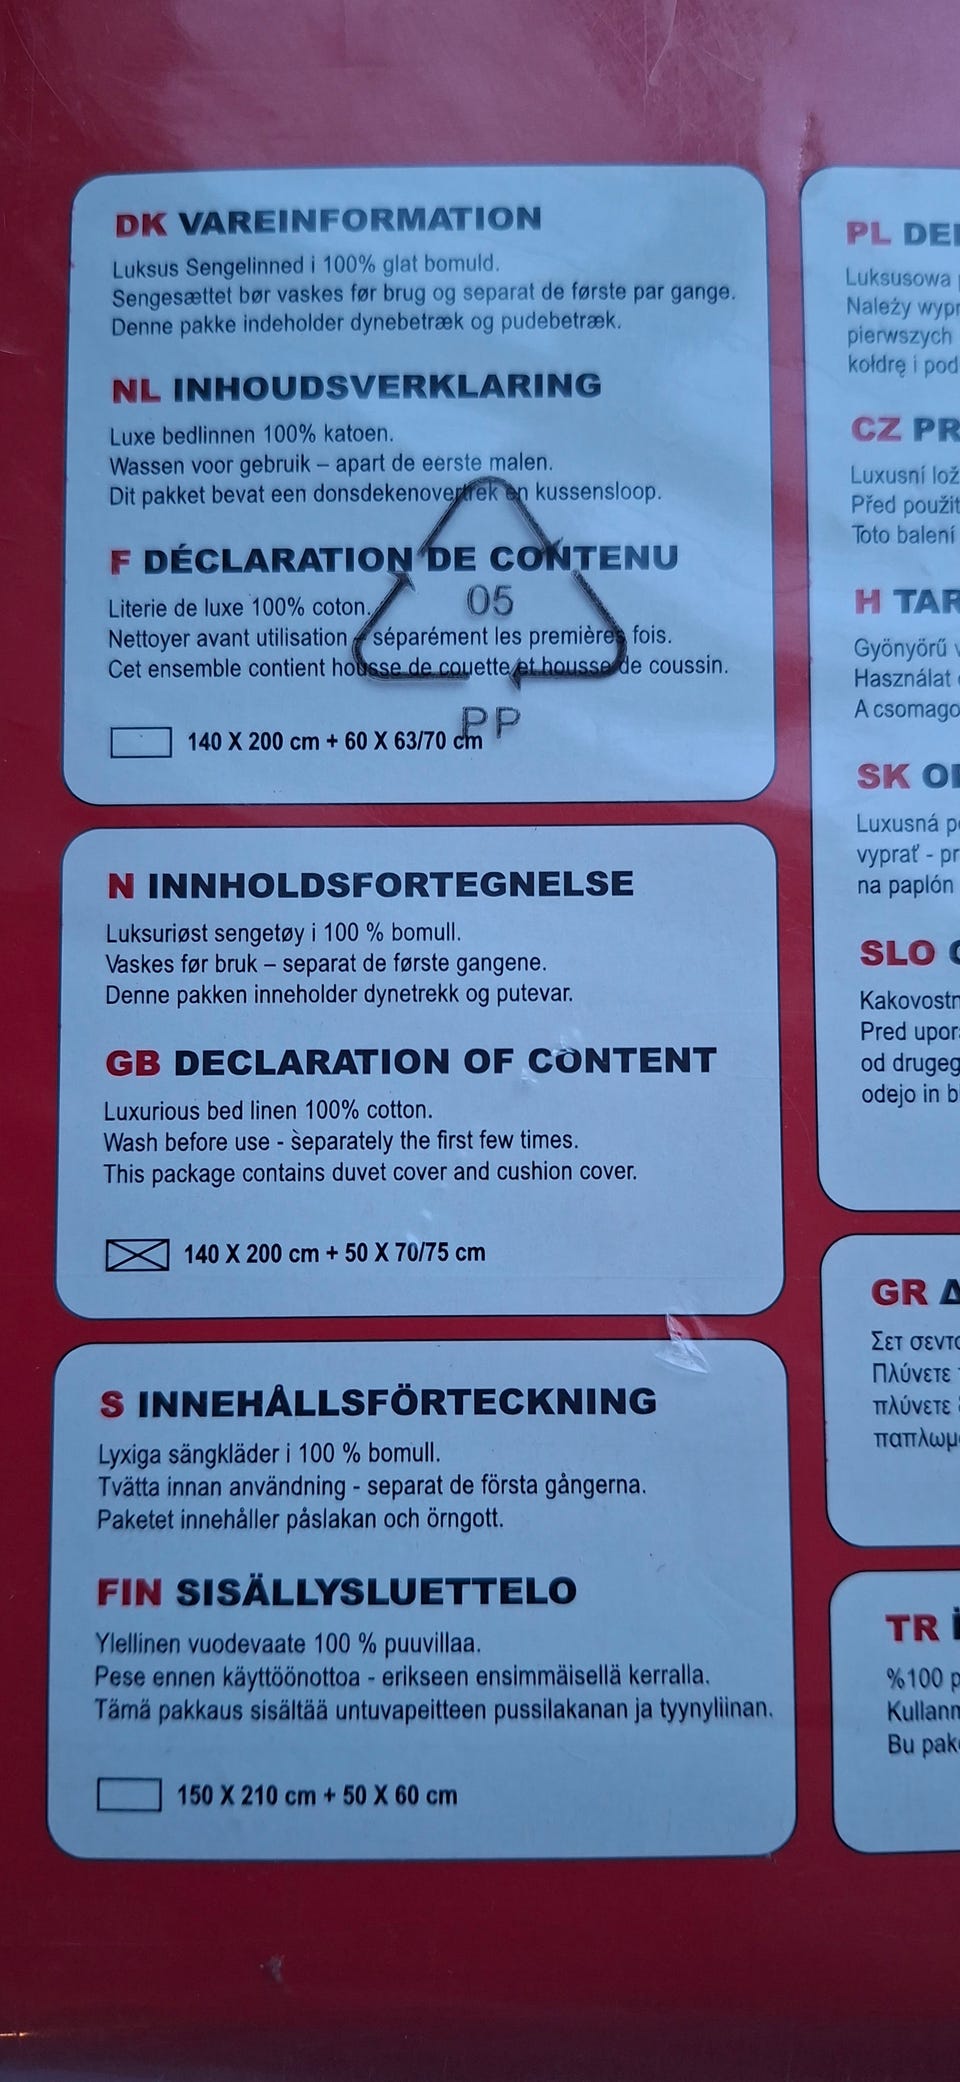 DK VAREINFORMATION
Luksus Sengelinned i 100% glat bomuld.
Sengesættet bør vaskes før brug og separat de første par gange.
Denne pakke indeholder dynebetræk og pudebetræk.
NL INHOUDSVERKLARING
Luxe bedlinnen 100% katoen.
Wassen voor gebruik – apart de eerste malen.
Dit pakket bevat een donsdekenovertrek en kussensloop.
F DÉCLARATION DE CONTENU
Literie de luxe 100% coton.
Nettoyer avant utilisation – séparément les premières fois.
Cet ensemble contient housse de couette et housse de coussin.
05
PP
140 X 200 cm + 60 X 63/70 cm
N INNHOLDSFORTEGNELSE
Luksuriøst sengetøy i 100 % bomull.
Vaskes før bruk – separat de første gangene.
Denne pakken inneholder dynetrekk og putevar.
GB DECLARATION OF CONTENT
Luxurious bed linen 100% cotton.
Wash before use - separately the first few times.
This package contains duvet cover and cushion cover.
140 X 200 cm + 50 X 70/75 cm
S INNEHÅLLSFÖRTECKNING
Lyxiga sängkläder i 100 % bomull.
Tvätta innan användning - separat de första gångerna.
Paketet innehåller påslakan och örngott.
FIN SISÄLLYSLUETTELO
Ylellinen vuodevaate 100 % puuvillaa.
Pese ennen käyttöönottoa - erikseen ensimmäisellä kerralla.
Tämä pakkaus sisältää untuvapeitteen pussilakanan ja tyynyliinan.
150 X 210 cm + 50 X 60 cm
PL
Luksusowa
Należy
pierwszych
kołdrę i
CZ
Luxusní
Před
Toto balení
H
Gyönyörű
Használat
A
SK
Luxusná
vyprať -
na paplón
SLO
Pred
od
odejo in
GR
Σετ
Πλύνετε
πλύνετε
TR
%100
Bu